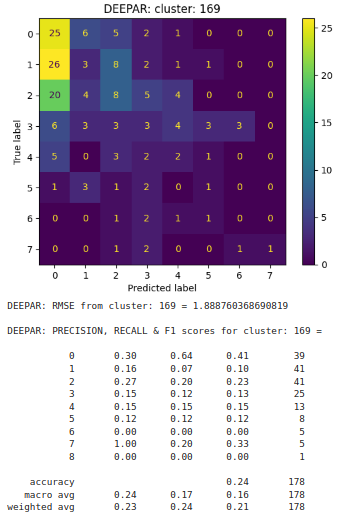 DEEPAR: cluster: 169
0 25 6 5 2 1 0 0 0
1 26 3 8 2 1 1 0 0
2 20 4 8 5 4 0 0 0
3 6 3 3 3 4 3 3 0
4 5 0 3 2 2 1 0 0
5 1 3 1 2 0 1 0 0
6 0 0 1 2 1 1 0 0
7 0 0 1 2 0 0 1 1
0 1 2 3 4 5 6 7
True label
Predicted label
25
20
15
10
5
0
DEEPAR: RMSE from cluster: 169 = 1.888760368690819
DEEPAR: PRECISION, RECALL & F1 scores for cluster: 169 =
0 0.30 0.64 0.41 39
1 0.16 0.07 0.10 41
2 0.27 0.20 0.23 41
3 0.15 0.12 0.13 25
4 0.15 0.15 0.15 13
5 0.12 0.12 0.12 8
6 0.00 0.00 0.00 5
7 1.00 0.20 0.33 5
8 0.00 0.00 0.00 1
accuracy 0.24 178
macro avg 0.24 0.17 0.16 178
weighted avg 0.23 0.24 0.21 178